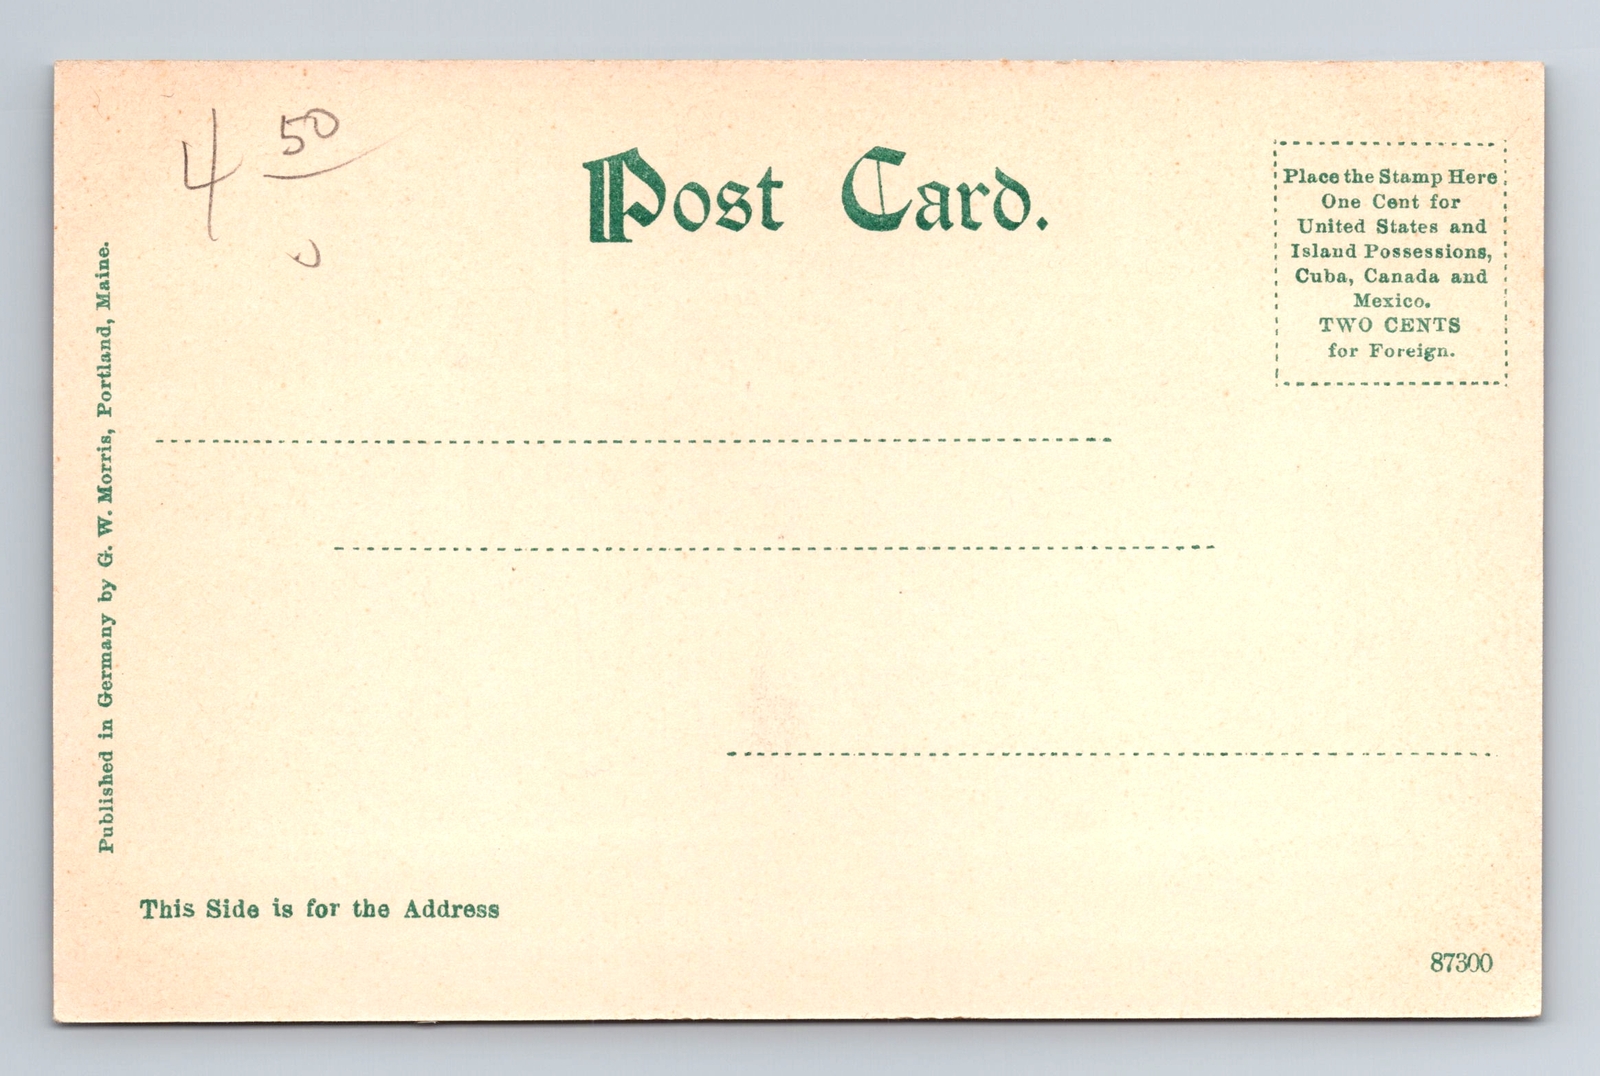 4 50
Post Card.
Place the Stamp Here
One Cent for
United States and
Island Possessions,
Cuba, Canada and
Mexico.
TWO CENTS
for Foreign.
Published in Germany by G. W. Morris, Portland, Maine.
This Side is for the Address
87300